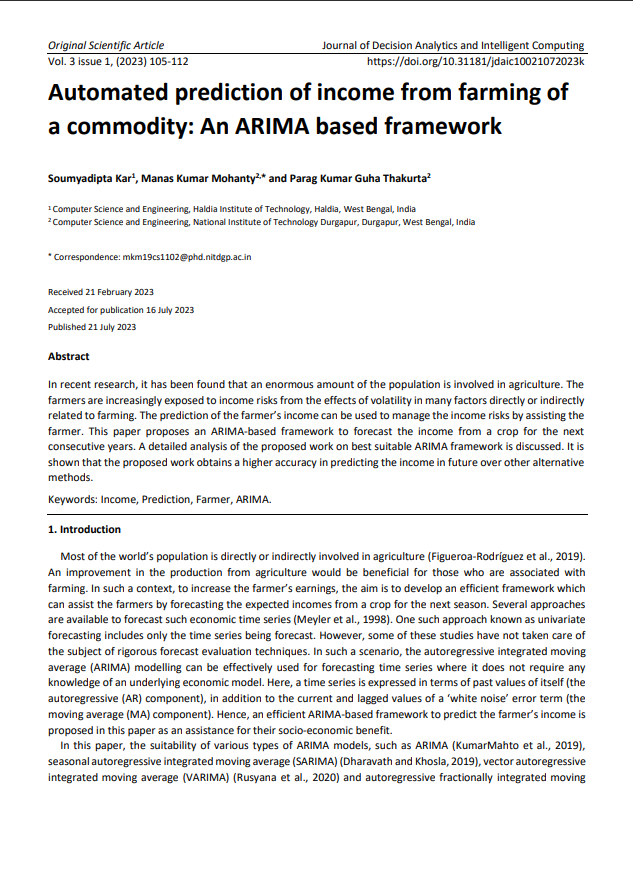 Original Scientific Article Journal of Decision Analytics and Intelligent Computing
Vol. 3 issue 1, (2023) 105-112 https://doi.org/10.31181/jdaic10021072023k
Automated prediction of income from farming of
a commodity: An ARIMA based framework
Soumyadipta Kar1, Manas Kumar Mohanty2,* and Parag Kumar Guha Thakurta2
1 Computer Science and Engineering, Haldia Institute of Technology, Haldia, West Bengal, India
2 Computer Science and Engineering, National Institute of Technology Durgapur, Durgapur, West Bengal, India
* Correspondence: mkm19cs1102@phd.nitdgp.ac.in
Received 21 February 2023
Accepted for publication 16 July 2023
Published 21 July 2023
Abstract
In recent research, it has been found that an enormous amount of the population is involved in agriculture. The
farmers are increasingly exposed to income risks from the effects of volatility in many factors directly or indirectly
related to farming. The prediction of the farmer's income can be used to manage the income risks by assisting the
farmer. This paper proposes an ARIMA-based framework to forecast the income from a crop for the next
consecutive years. A detailed analysis of the proposed work on best suitable ARIMA framework is discussed. It is
shown that the proposed work obtains a higher accuracy in predicting the income in future over other alternative
methods.
Keywords: Income, Prediction, Farmer, ARIMA.
1. Introduction
Most of the world's population is directly or indirectly involved in agriculture (Figueroa-Rodríguez et al., 2019).
An improvement in the production from agriculture would be beneficial for those who are associated with
farming. In such a context, to increase the farmer's earnings, the aim is to develop an efficient framework which
can assist the farmers by forecasting the expected incomes from a crop for the next season. Several approaches
are available to forecast such economic time series (Meyler et al., 1998). One such approach known as univariate
forecasting includes only the time series being forecast. However, some of these studies have not taken care of
the subject of rigorous forecast evaluation techniques. In such a scenario, the autoregressive integrated moving
average (ARIMA) modelling can be effectively used for forecasting time series where it does not require any
knowledge of an underlying economic model. Here, a time series is expressed in terms of past values of itself (the
autoregressive (AR) component), in addition to the current and lagged values of a 'white noise' error term (the
moving average (MA) component). Hence, an efficient ARIMA-based framework to predict the farmer's income is
proposed in this paper as an assistance for their socio-economic benefit.
In this paper, the suitability of various types of ARIMA models, such as ARIMA (KumarMahto et al., 2019),
seasonal autoregressive integrated moving average (SARIMA) (Dharavath and Khosla, 2019), vector autoregressive
integrated moving average (VARIMA) (Rusyana et al., 2020) and autoregressive fractionally integrated moving